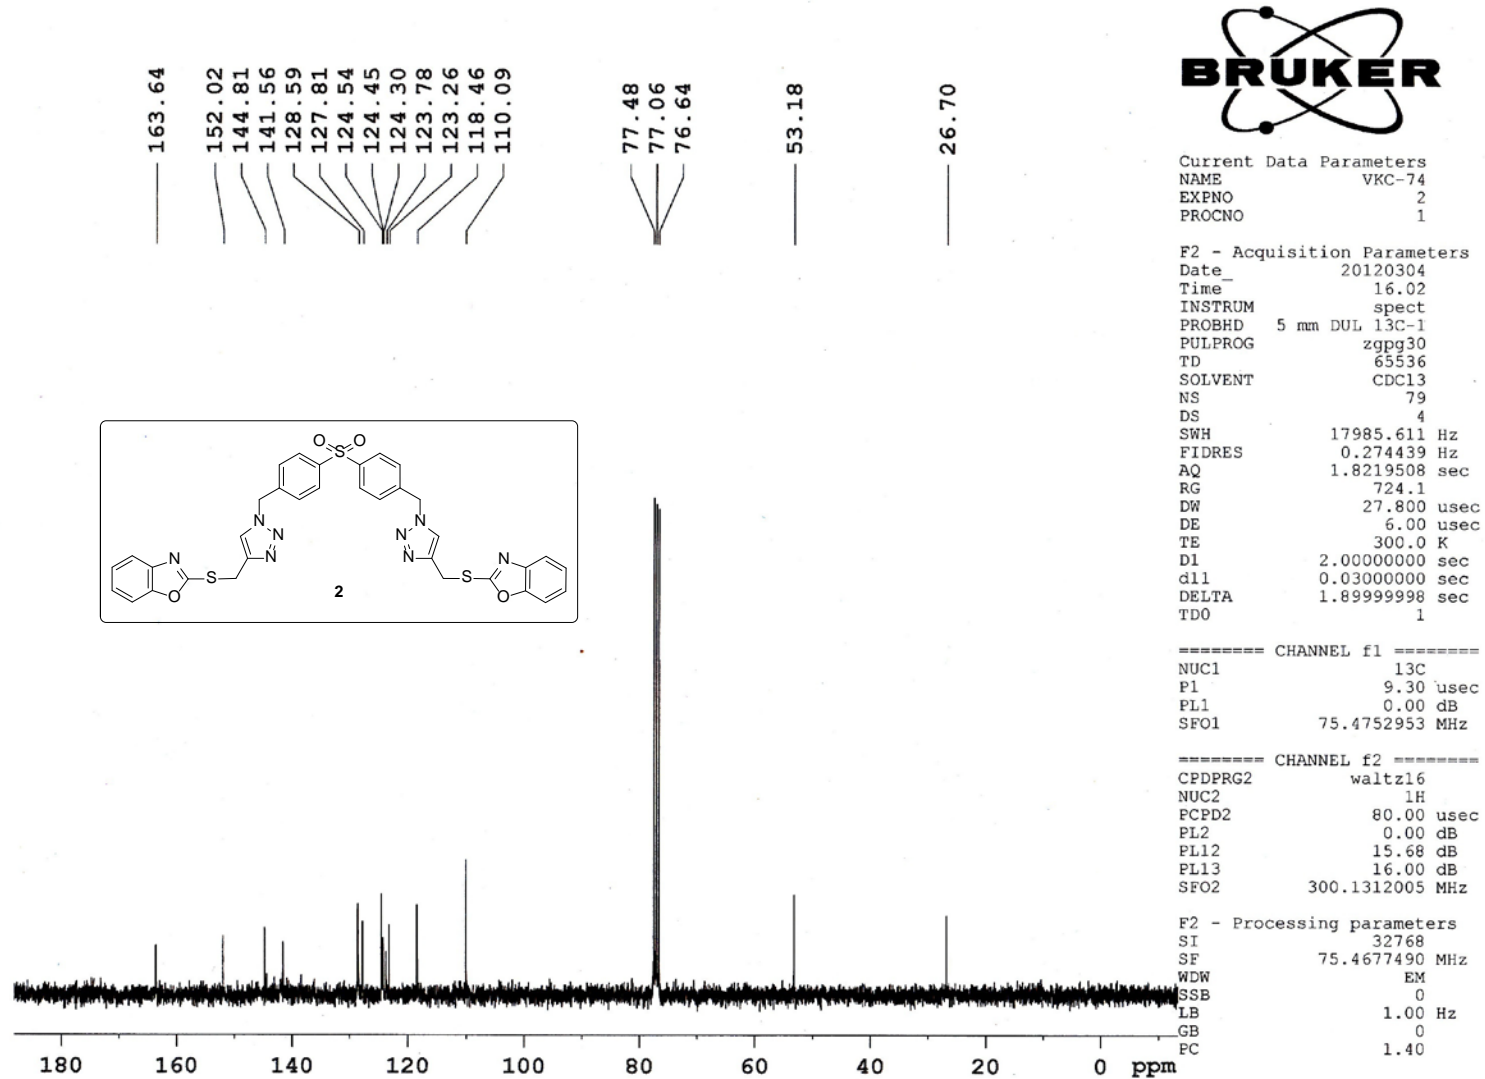 163.64
152.02
144.81
141.56
128.59
127.81
124.54
124.45
124.30
123.78
123.26
118.46
110.09
77.48
77.06
76.64
53.18
26.70
BRUKER
Current Data Parameters
NAME VKC-74
EXPNO 2
PROCNO 1
F2 - Acquisition Parameters
Date_ 20120304
Time 16.02
INSTRUM spect
PROBHD 5 mm DUL 13C-1
PULPROG zgpg30
TD 65536
SOLVENT CDCl3
NS 79
DS 4
SWH 17985.611 Hz
FIDRES 0.274439 Hz
AQ 1.8219508 sec
RG 724.1
DW 27.800 usec
DE 6.00 usec
TE 300.0 K
D1 2.00000000 sec
d11 0.03000000 sec
DELTA 1.89999998 sec
TD0 1
======== CHANNEL f1 ========
NUC1 13C
P1 9.30 usec
PL1 0.00 dB
SFO1 75.4752953 MHz
======== CHANNEL f2 ========
CPDPRG2 waltz16
NUC2 1H
PCPD2 80.00 usec
PL2 0.00 dB
PL12 15.68 dB
PL13 16.00 dB
SFO2 300.1312005 MHz
F2 - Processing parameters
SI 32768
SF 75.4677490 MHz
WDW EM
SSB 0
LB 1.00 Hz
GB 0
PC 1.40
O O
S
N N
N N N N
N N
N N
S S
O O
2
180 160 140 120 100 80 60 40 20 0 ppm